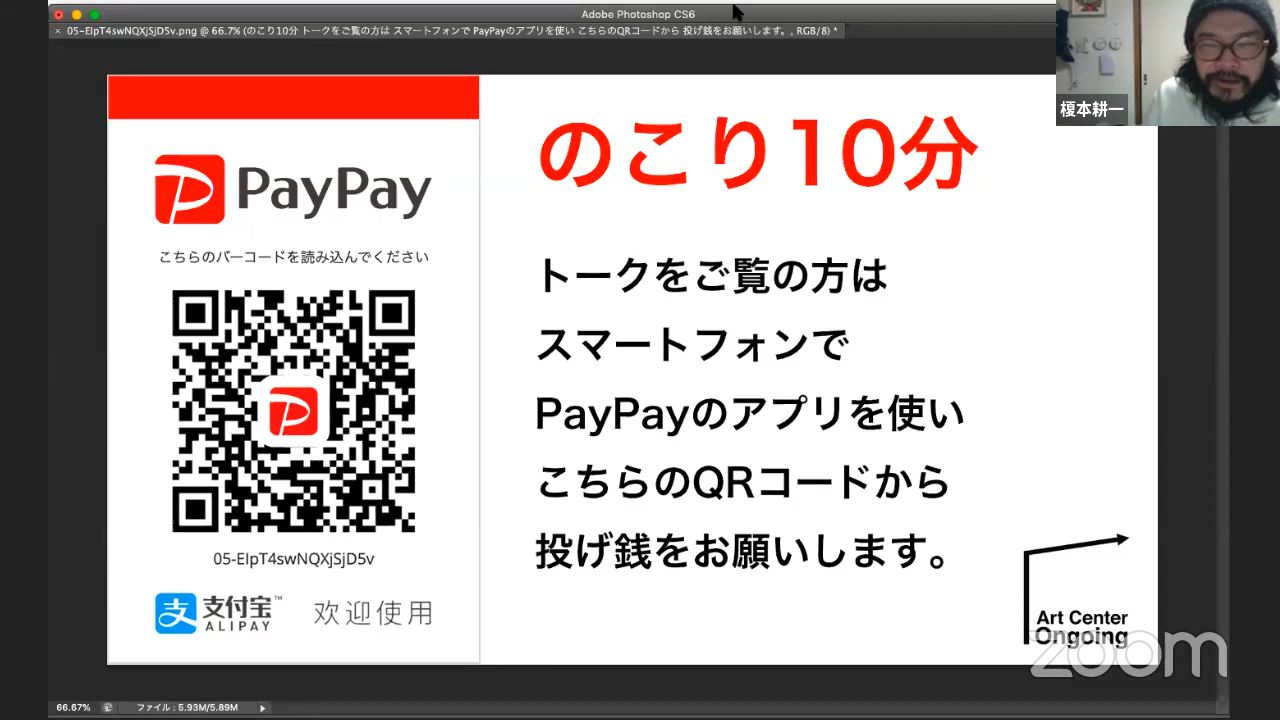 Adobe Photoshop CS6
× 05-EIpT4swNQXjSjD5v.png @ 66.7% (のこり10分 トークをご覧の方は スマートフォンで PayPayのアプリを使い こちらのQRコードから 投げ銭をお願いします。, RGB/8) *
榎本耕一
PayPay
こちらのバーコードを読み込んでください
05-EIpT4swNQXjSjD5v
支付宝™
ALIPAY
欢迎使用
のこり10分
トークをご覧の方は
スマートフォンで
PayPayのアプリを使い
こちらのQRコードから
投げ銭をお願いします。
Art Center
Ongoing
zoom
66.67%
ファイル : 5.93M/5.89M